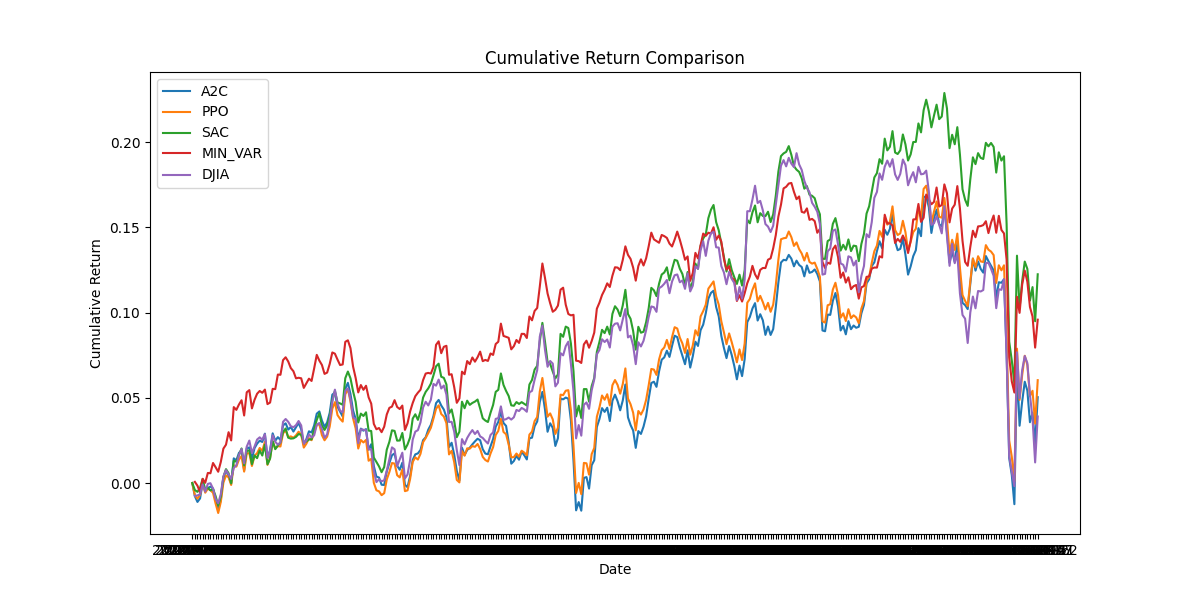 Cumulative Return Comparison
A2C
PPO
SAC
MIN_VAR
DJIA
0.20
0.15
0.10
0.05
0.00
Cumulative Return
Date